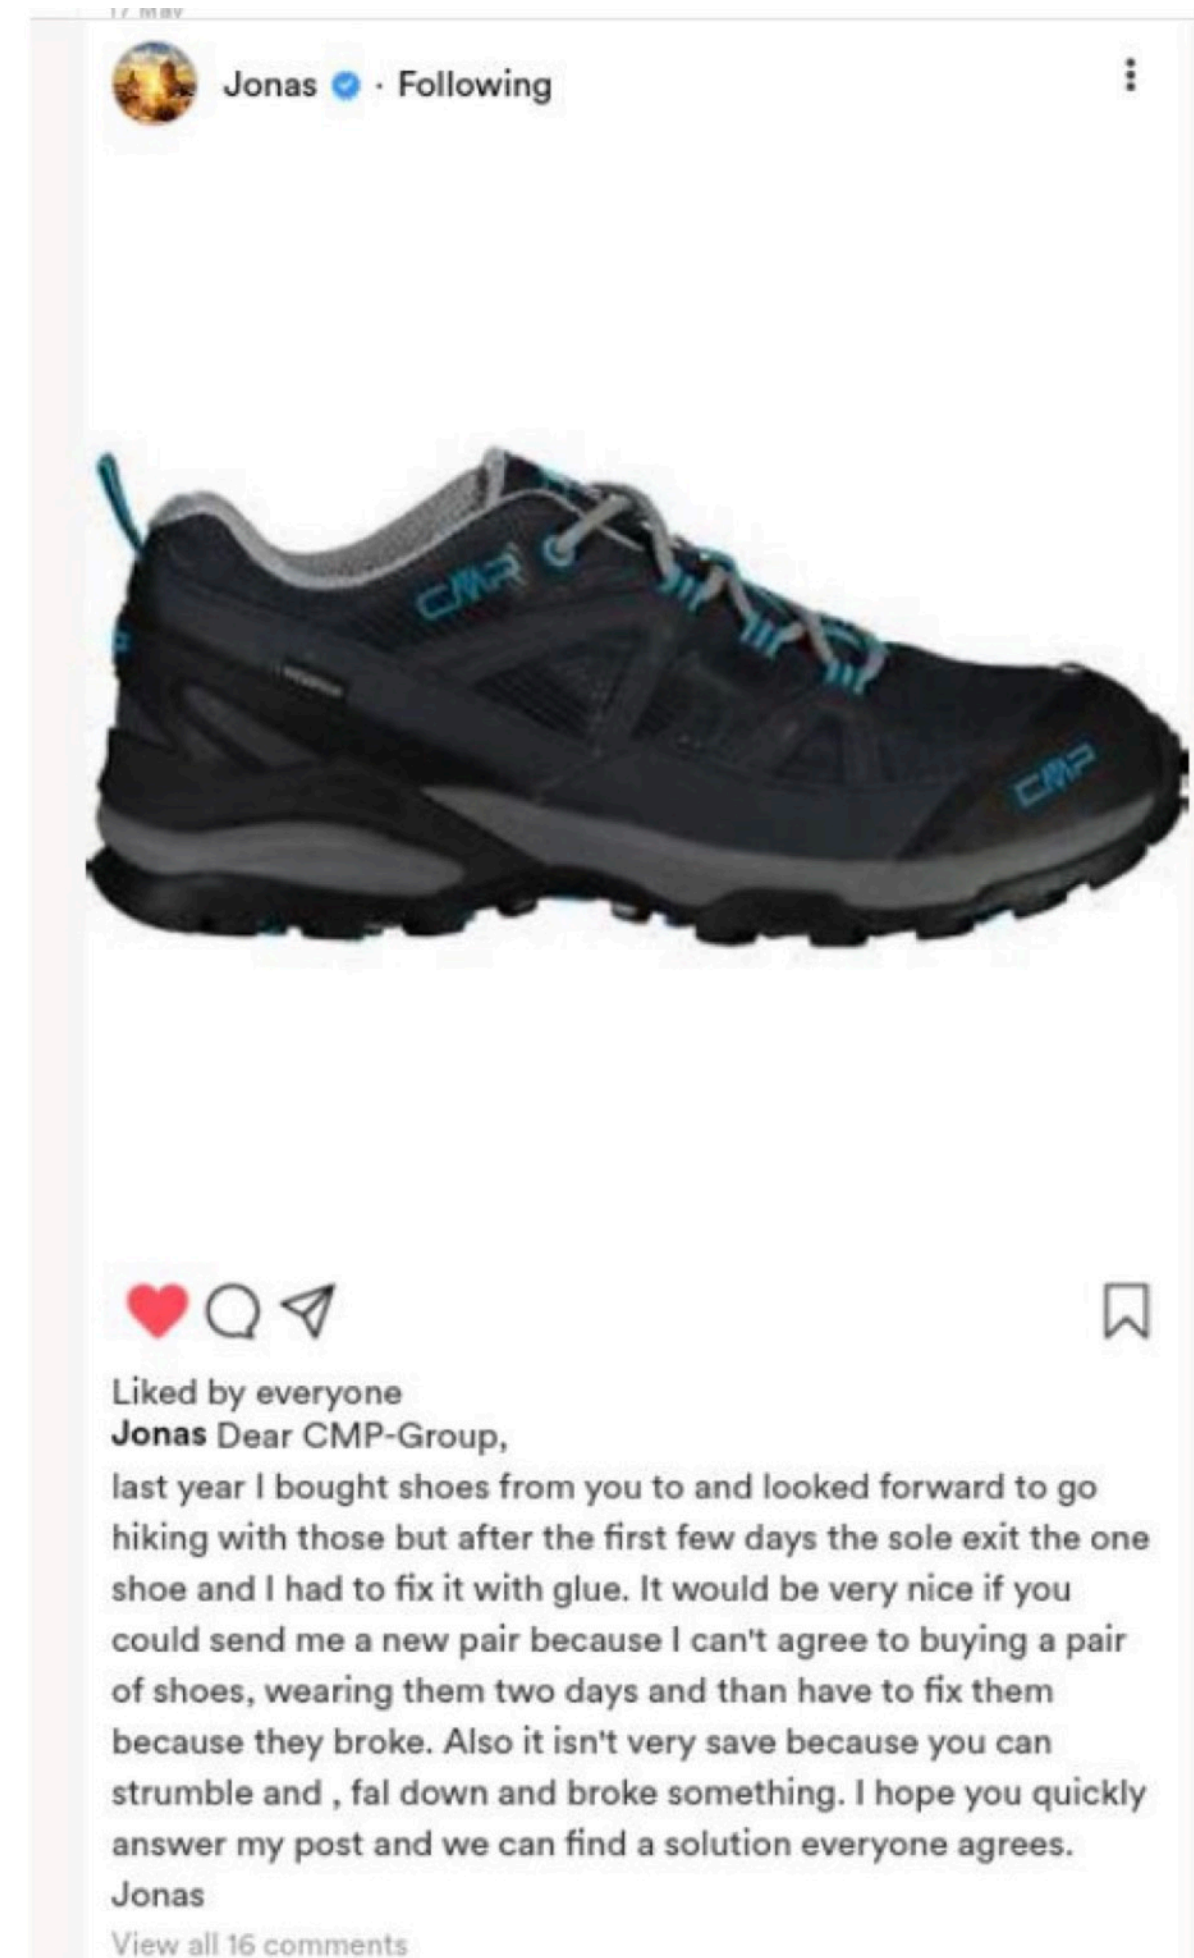 17 May
Jonas · Following
CMP
CMP
Liked by everyone
Jonas Dear CMP-Group,
last year I bought shoes from you to and looked forward to go
hiking with those but after the first few days the sole exit the one
shoe and I had to fix it with glue. It would be very nice if you
could send me a new pair because I can't agree to buying a pair
of shoes, wearing them two days and than have to fix them
because they broke. Also it isn't very save because you can
strumble and , fal down and broke something. I hope you quickly
answer my post and we can find a solution everyone agrees.
Jonas
View all 16 comments